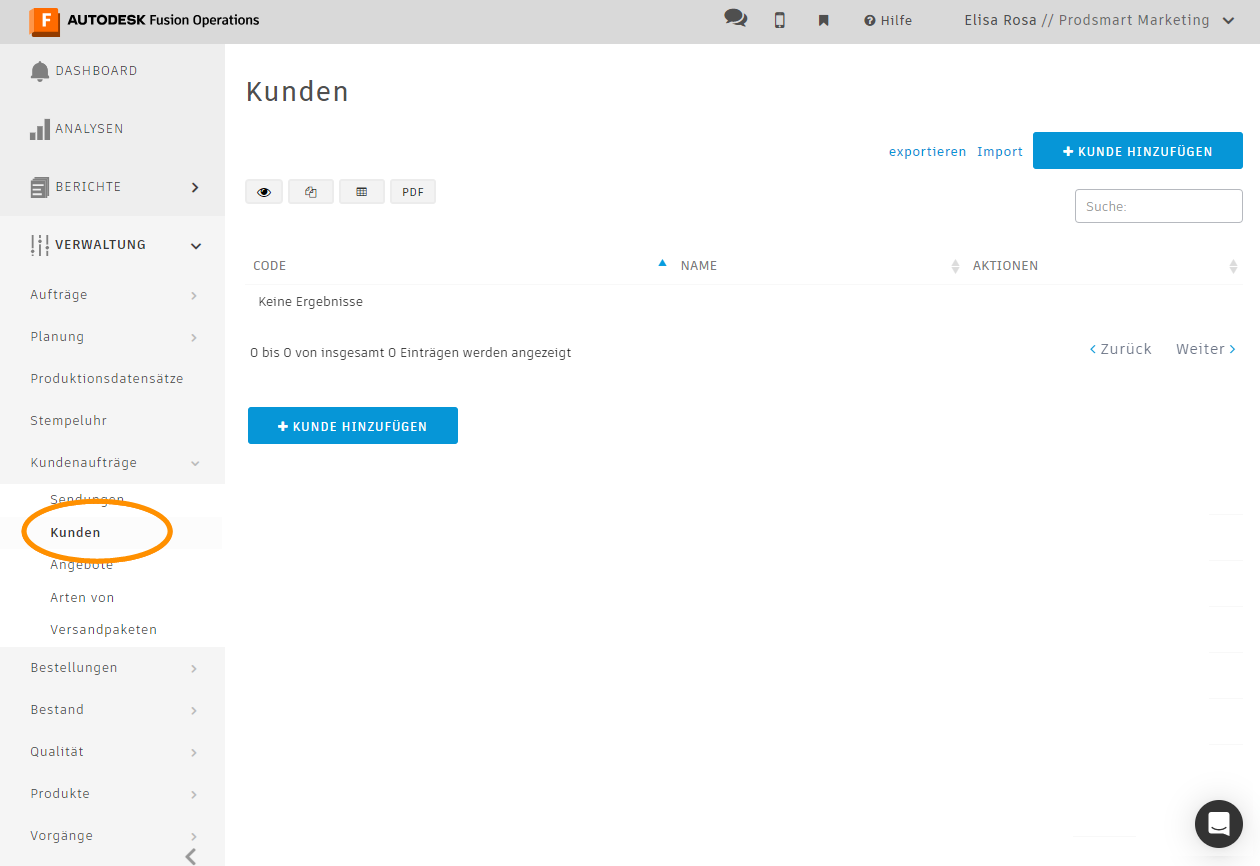 F AUTODESK Fusion Operations
Hilfe
Elisa Rosa // Prodsmart Marketing
DASHBOARD
ANALYSEN
BERICHTE
VERWALTUNG
Aufträge
Planung
Produktionsdatensätze
Stempeluhr
Kundenaufträge
Sendungen
Kunden
Angebote
Arten von
Versandpaketen
Bestellungen
Bestand
Qualität
Produkte
Vorgänge
Kunden
exportieren Import + KUNDE HINZUFÜGEN
PDF
Suche:
CODE NAME AKTIONEN
Keine Ergebnisse
0 bis 0 von insgesamt 0 Einträgen werden angezeigt
< Zurück Weiter >
+ KUNDE HINZUFÜGEN